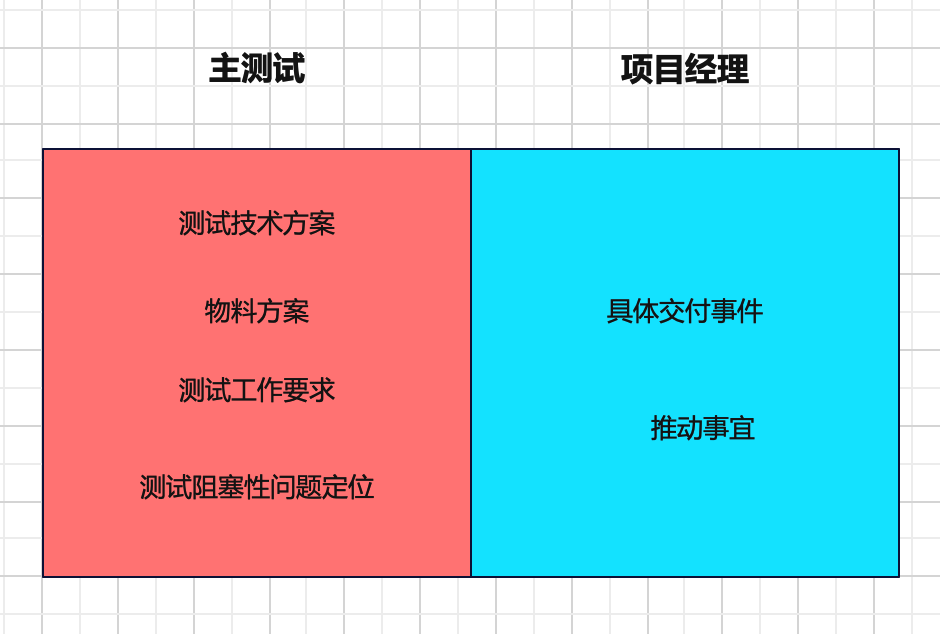 主测试
项目经理
测试技术方案
物料方案
测试工作要求
测试阻塞性问题定位
具体交付事件
推动事宜